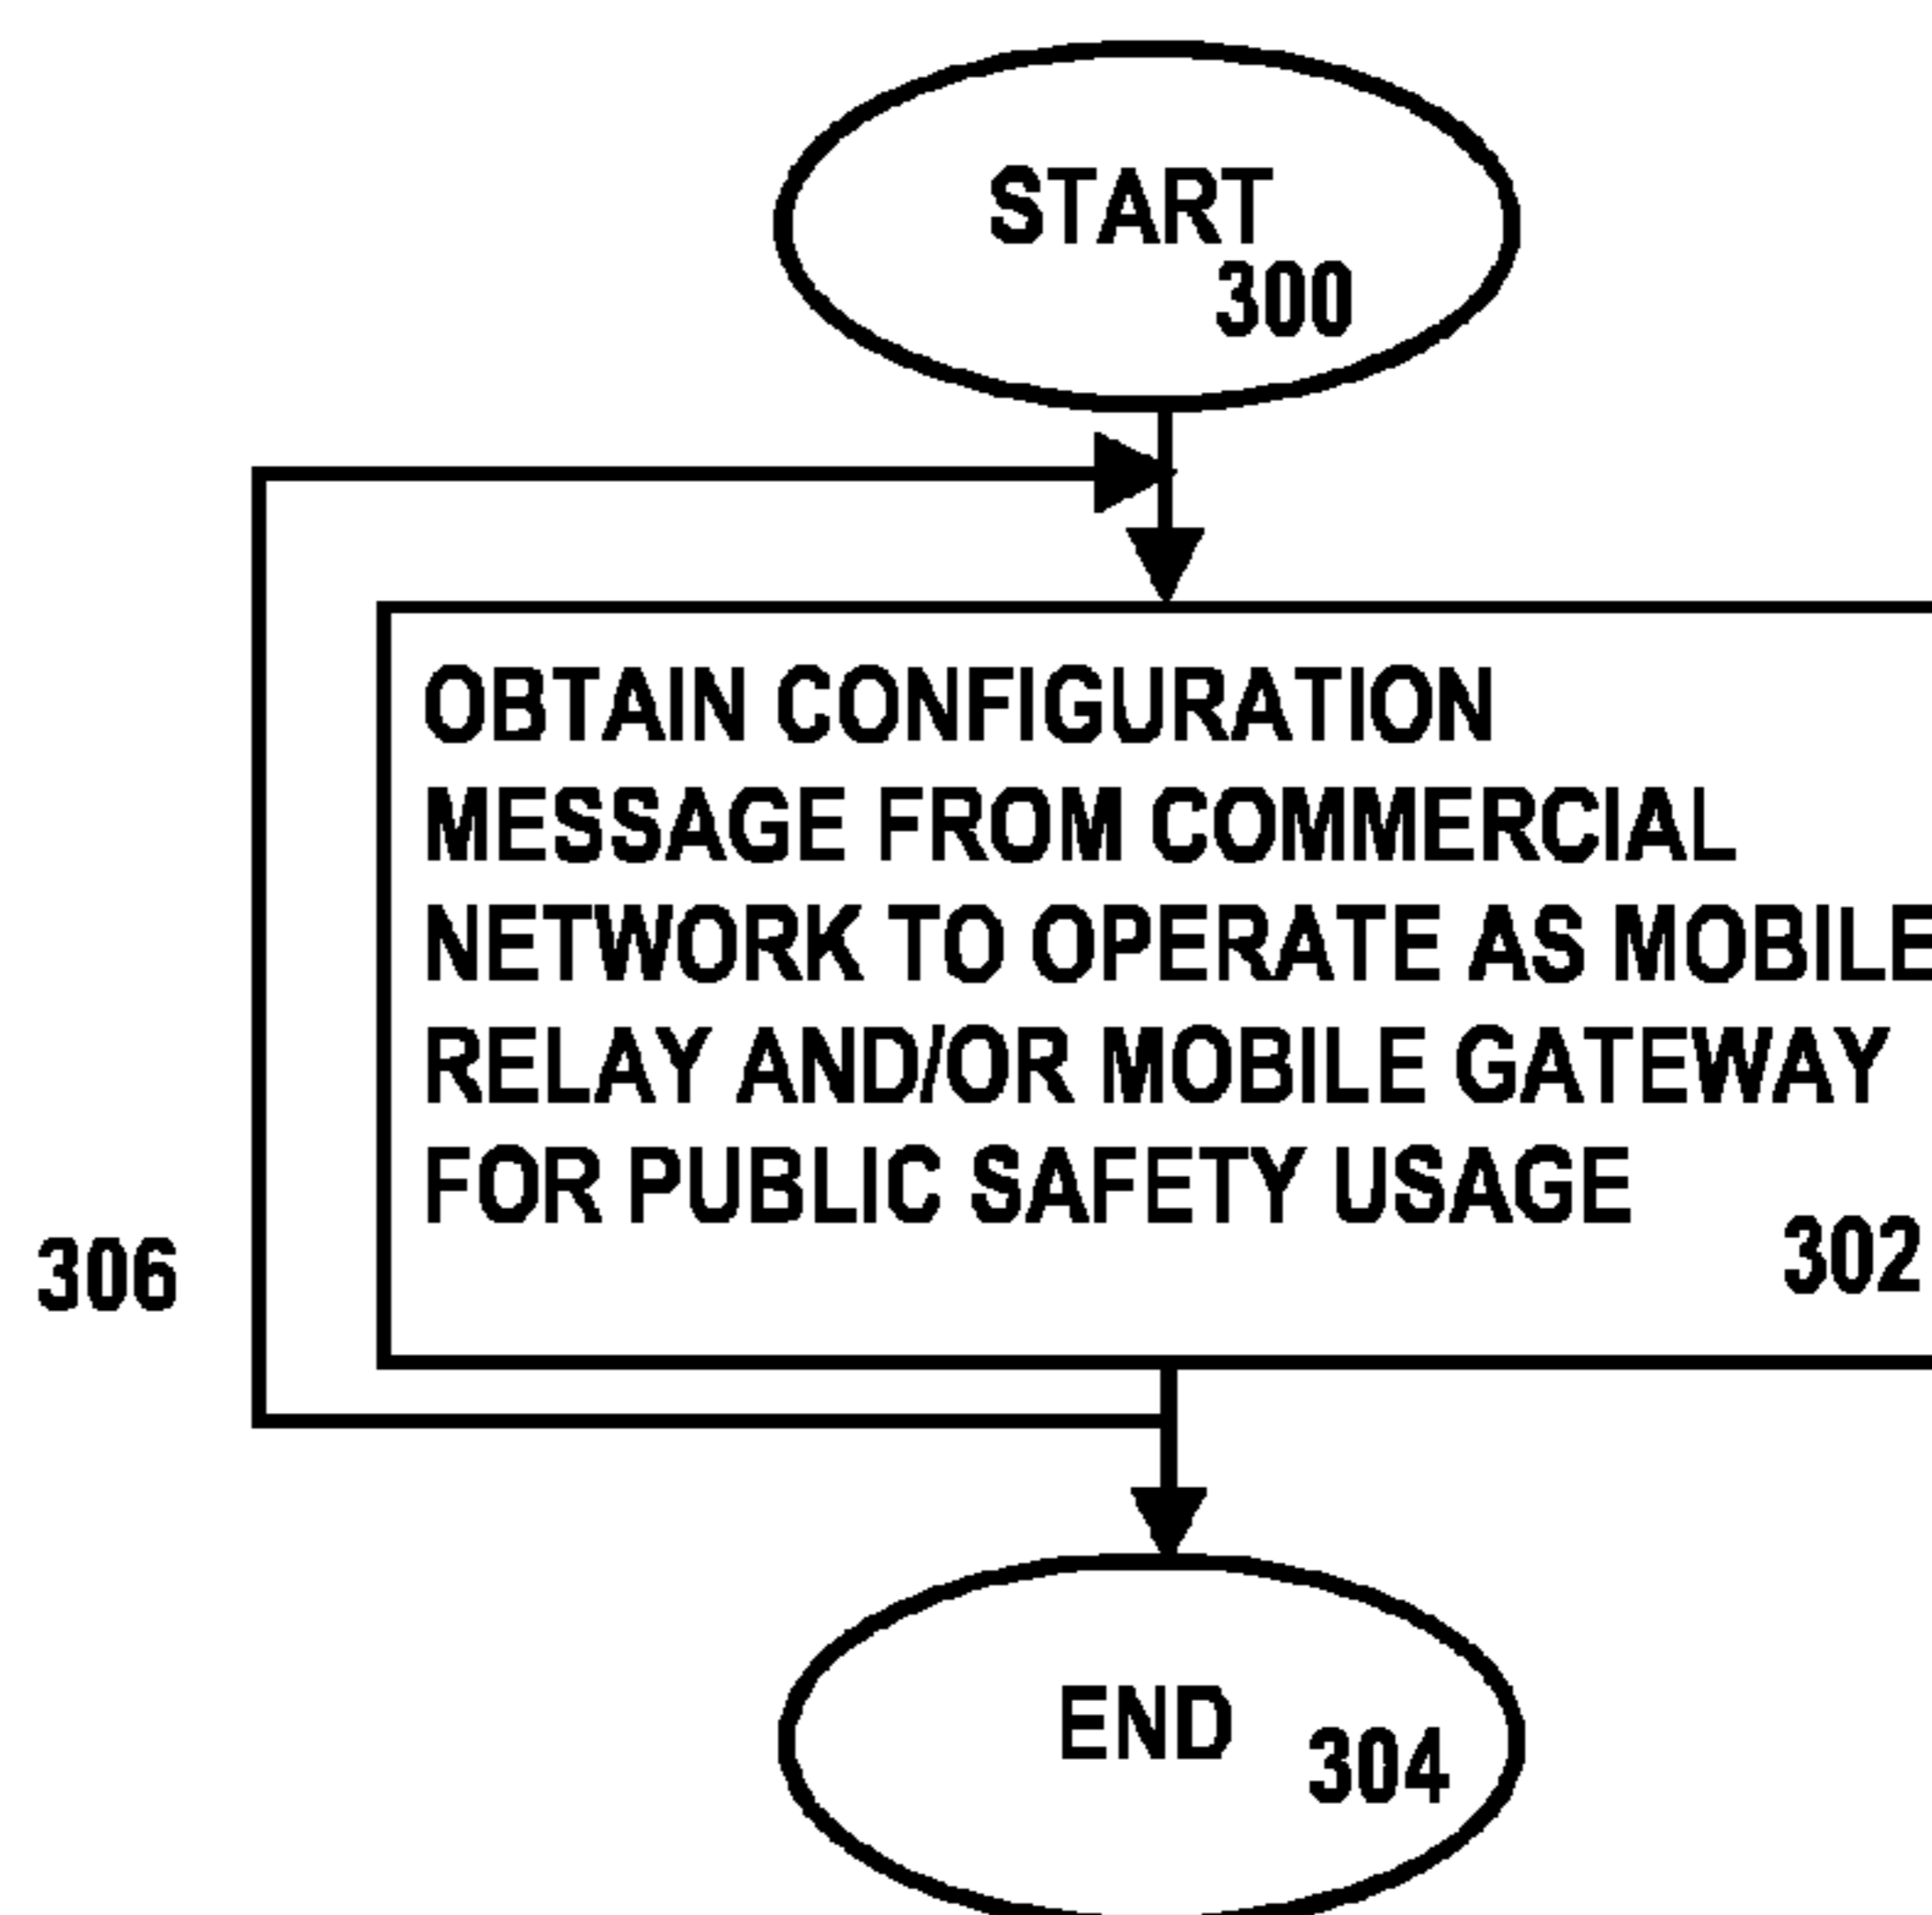 START
300
OBTAIN CONFIGURATION
MESSAGE FROM COMMERCIAL
NETWORK TO OPERATE AS MOBILE
RELAY AND/OR MOBILE GATEWAY
FOR PUBLIC SAFETY USAGE
302
306
END
304